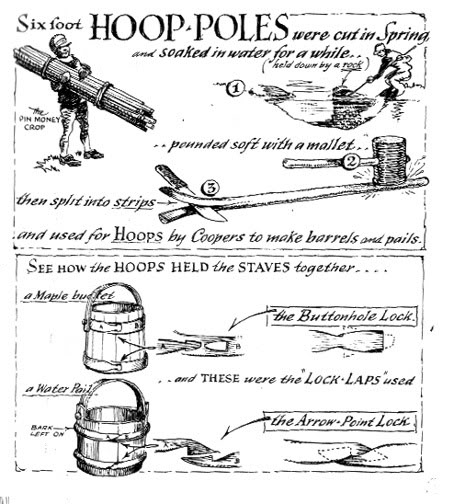 Six foot HOOP-POLES were cut in Spring
and soaked in water for a while..
(held down by a rock)
1
the
PIN MONEY
CROP
..pounded soft with a mallet..
2
3
then split into strips
and used for HOOPS by Coopers to make barrels and pails.
SEE HOW the HOOPS HELD the STAVES together....
a Maple bucket
the Buttonhole Lock.
..and THESE were the "LOCK-LAPS" used
a Water Pail.
BARK
LEFT ON
the Arrow-Point Lock.